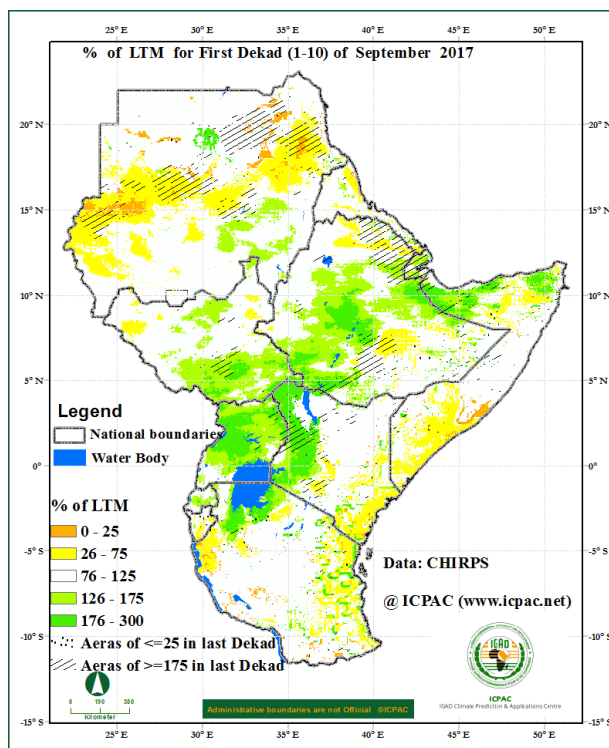 % of LTM for First Dekad (1-10) of September 2017
25°E 30°E 35°E 40°E 45°E 50°E
20°N
15°N
10°N
5°N
0°
-5°S
-10°S
-15°S
Legend
National boundaries
Water Body
% of LTM
0 - 25
26 - 75
76 - 125
126 - 175
176 - 300
Aeras of <=25 in last Dekad
Aeras of >=175 in last Dekad
Data: CHIRPS
@ ICPAC (www.icpac.net)
IGAD
ICPAC
IGAD Climate Prediction & Applications Centre
0 190 380
Kilometer
Administrative boundaries are not Official ©ICPAC
20°N
15°N
10°N
5°N
0°
-5°S
-10°S
-15°S
25°E 30°E 35°E 40°E 45°E 50°E